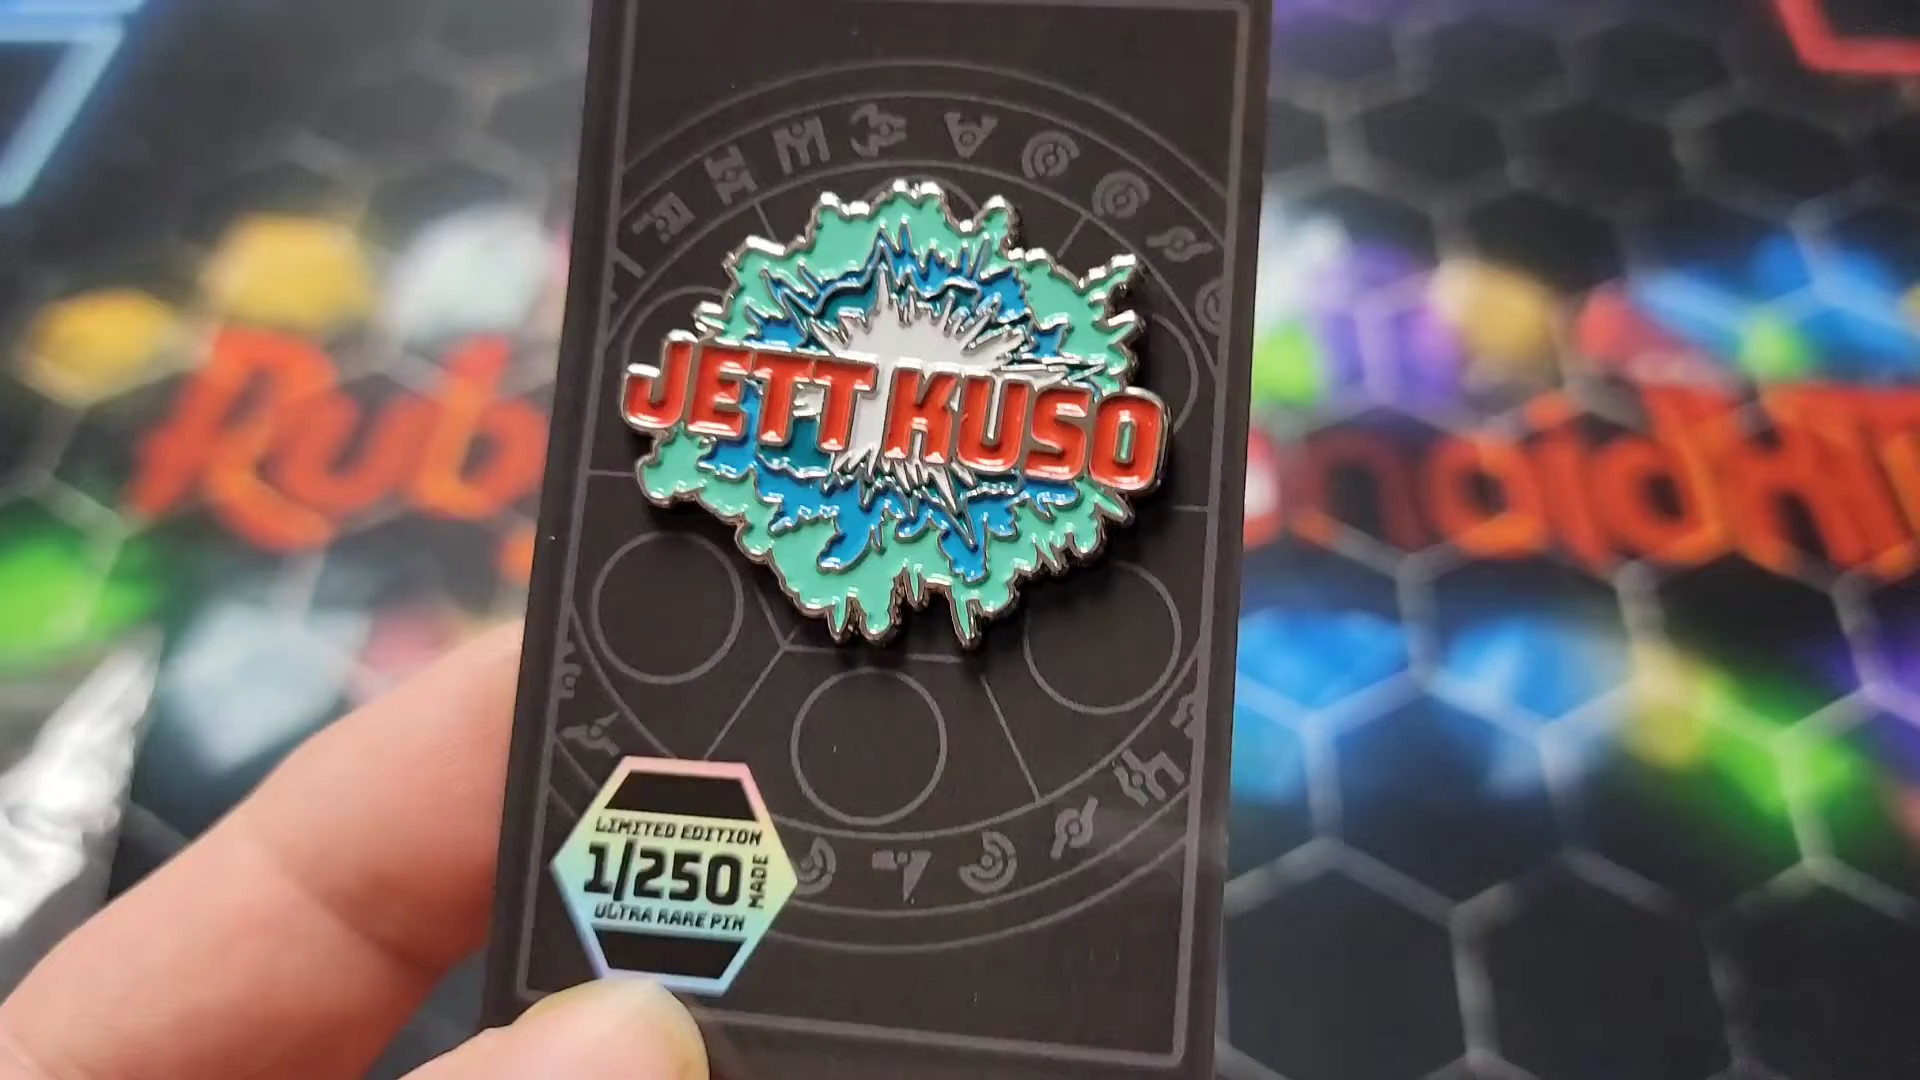 JETT KUSO
LIMITED EDITION
1/250
MADE
ULTRA RARE PIN